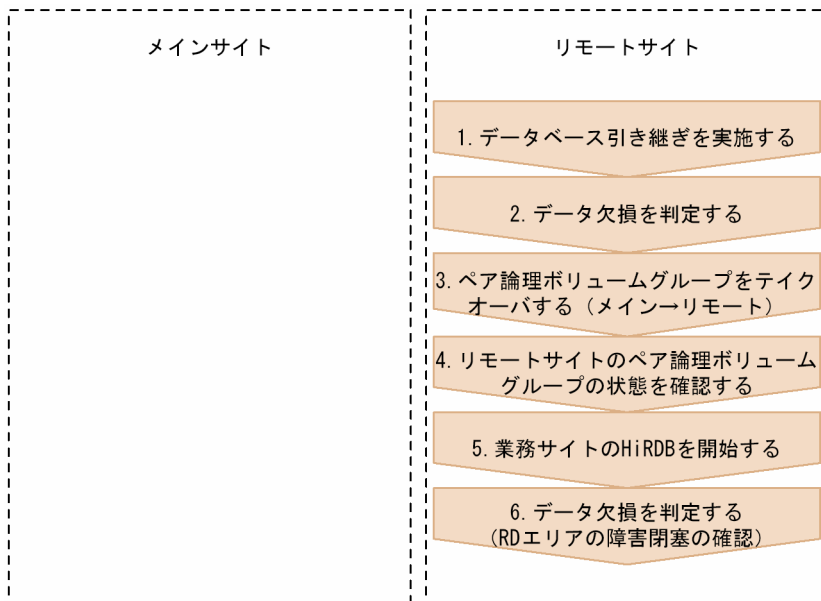 メインサイト
リモートサイト
1. データベース引き継ぎを実施する
2. データ欠損を判定する
3. ペア論理ボリュームグループをテイク
オーバする（メイン→リモート）
4. リモートサイトのペア論理ボリューム
グループの状態を確認する
5. 業務サイトのHiRDBを開始する
6. データ欠損を判定する
（RDエリアの障害閉塞の確認）